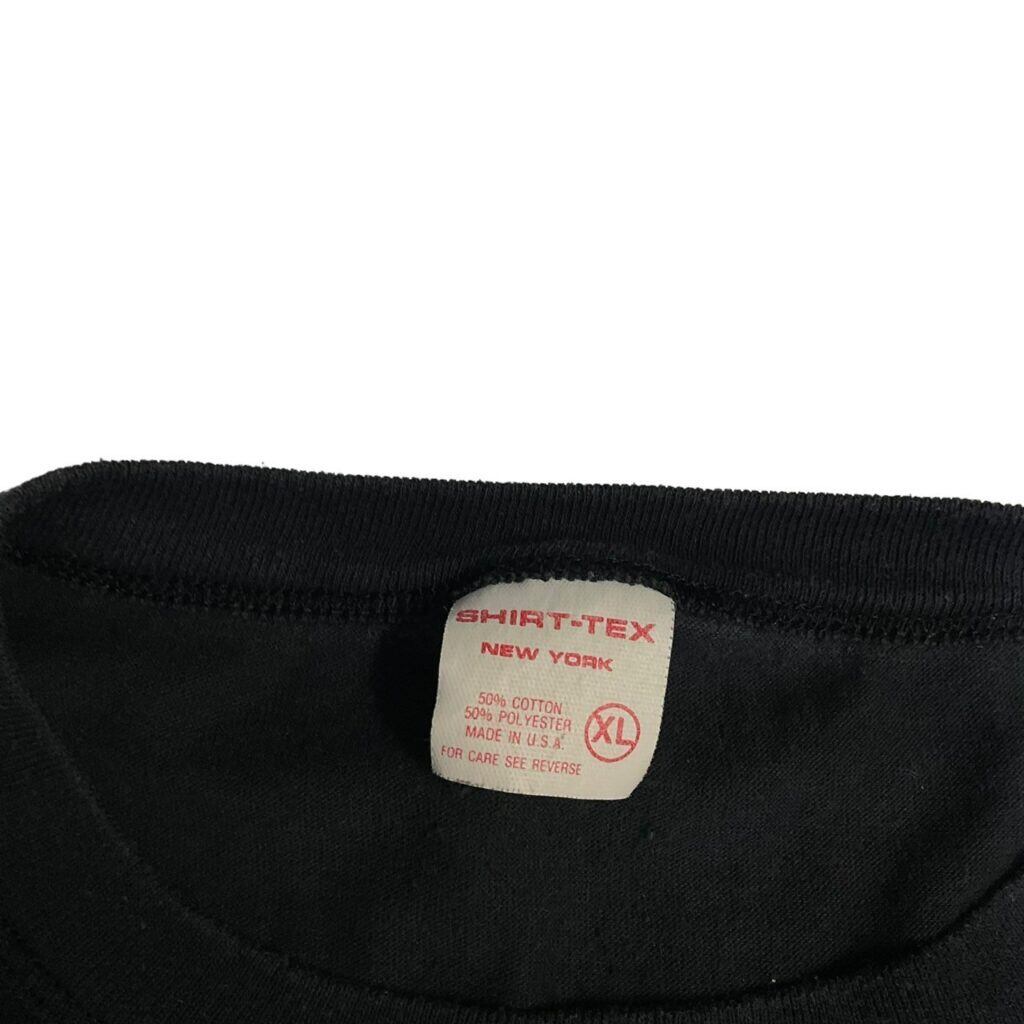 SHIRT-TEX
NEW YORK
50% COTTON
50% POLYESTER
MADE IN U.S.A.
XL
FOR CARE SEE REVERSE